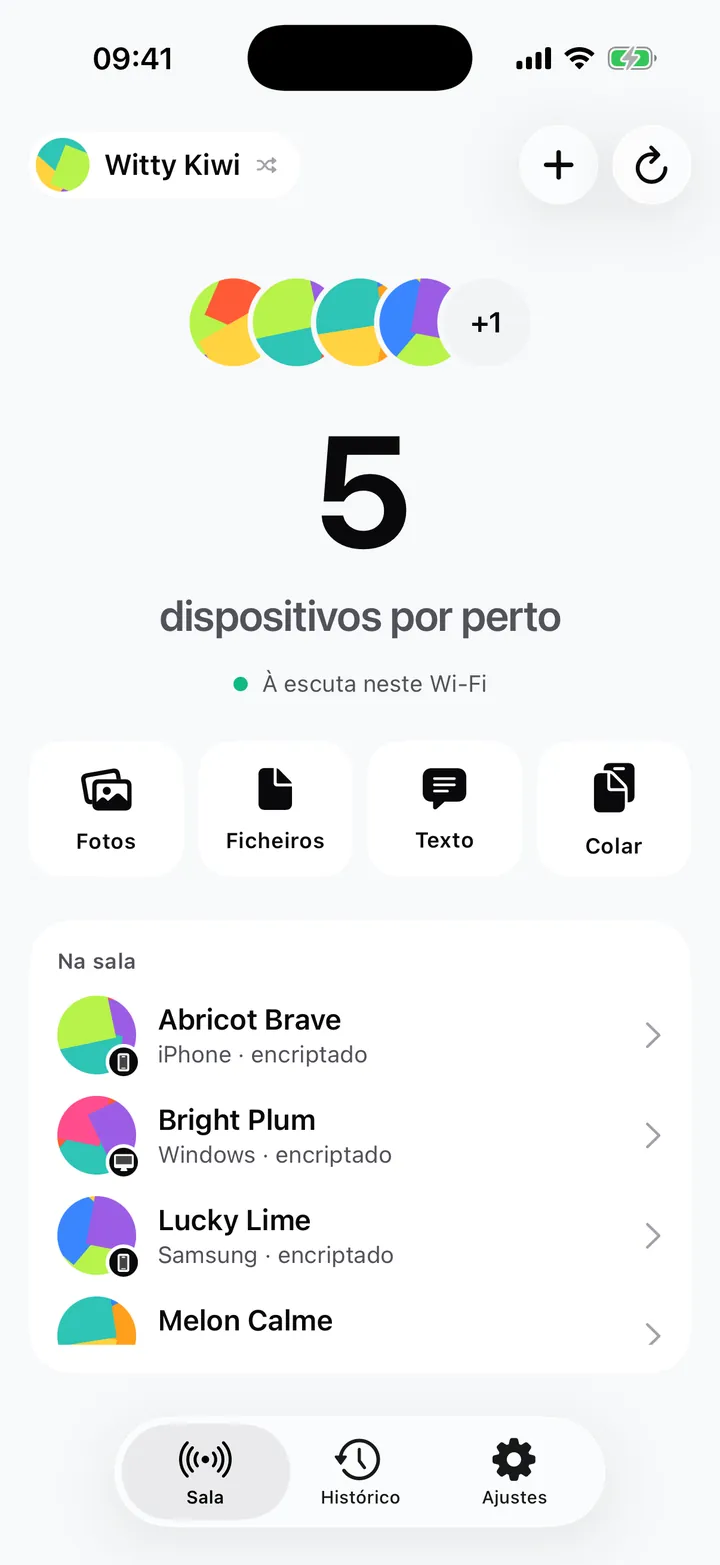 09:41
Witty Kiwi
+1
5
dispositivos por perto
À escuta neste Wi-Fi
Fotos
Ficheiros
Texto
Colar
Na sala
Abricot Brave
iPhone · encriptado
Bright Plum
Windows · encriptado
Lucky Lime
Samsung · encriptado
Melon Calme
Sala
Histórico
Ajustes